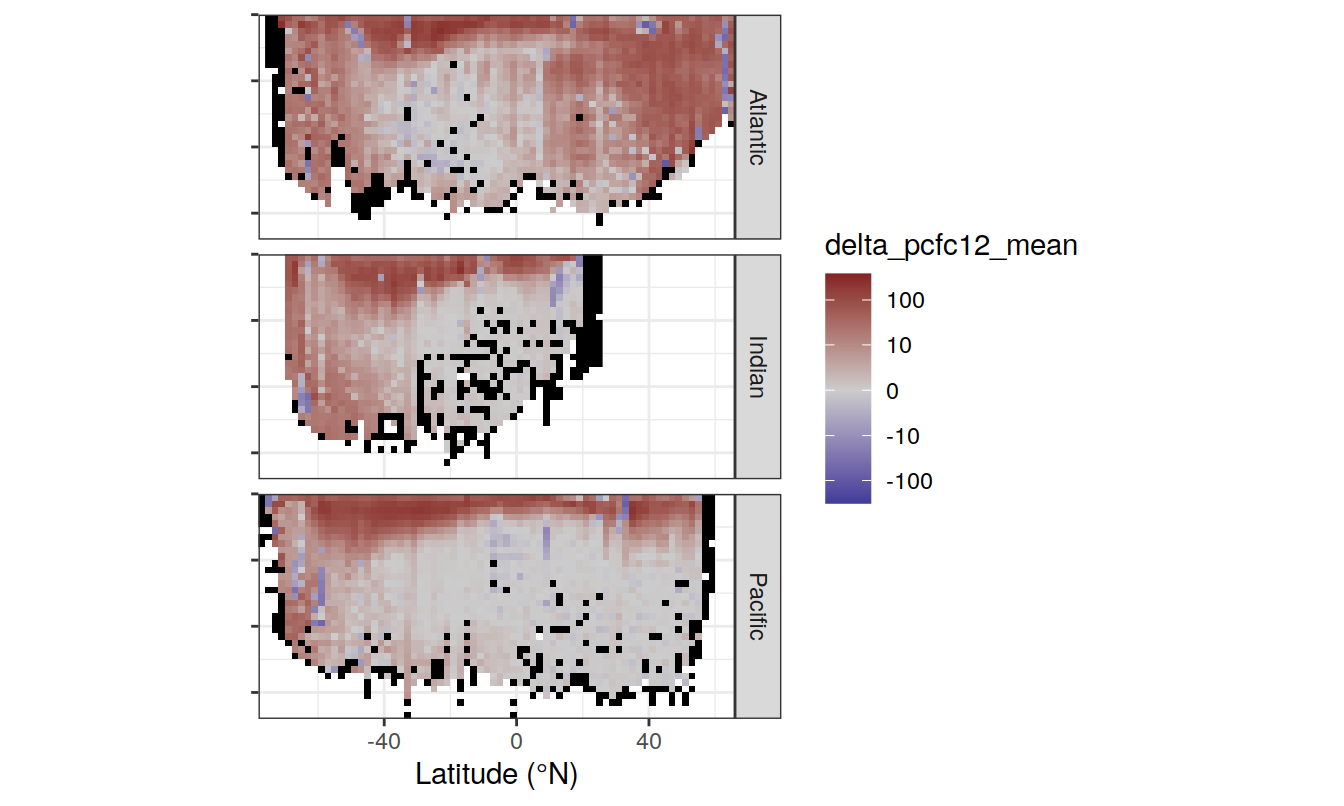 Atlantic
Indian
Pacific
-40 0 40
Latitude (°N)
delta_pcfc12_mean
100
10
0
-10
-100